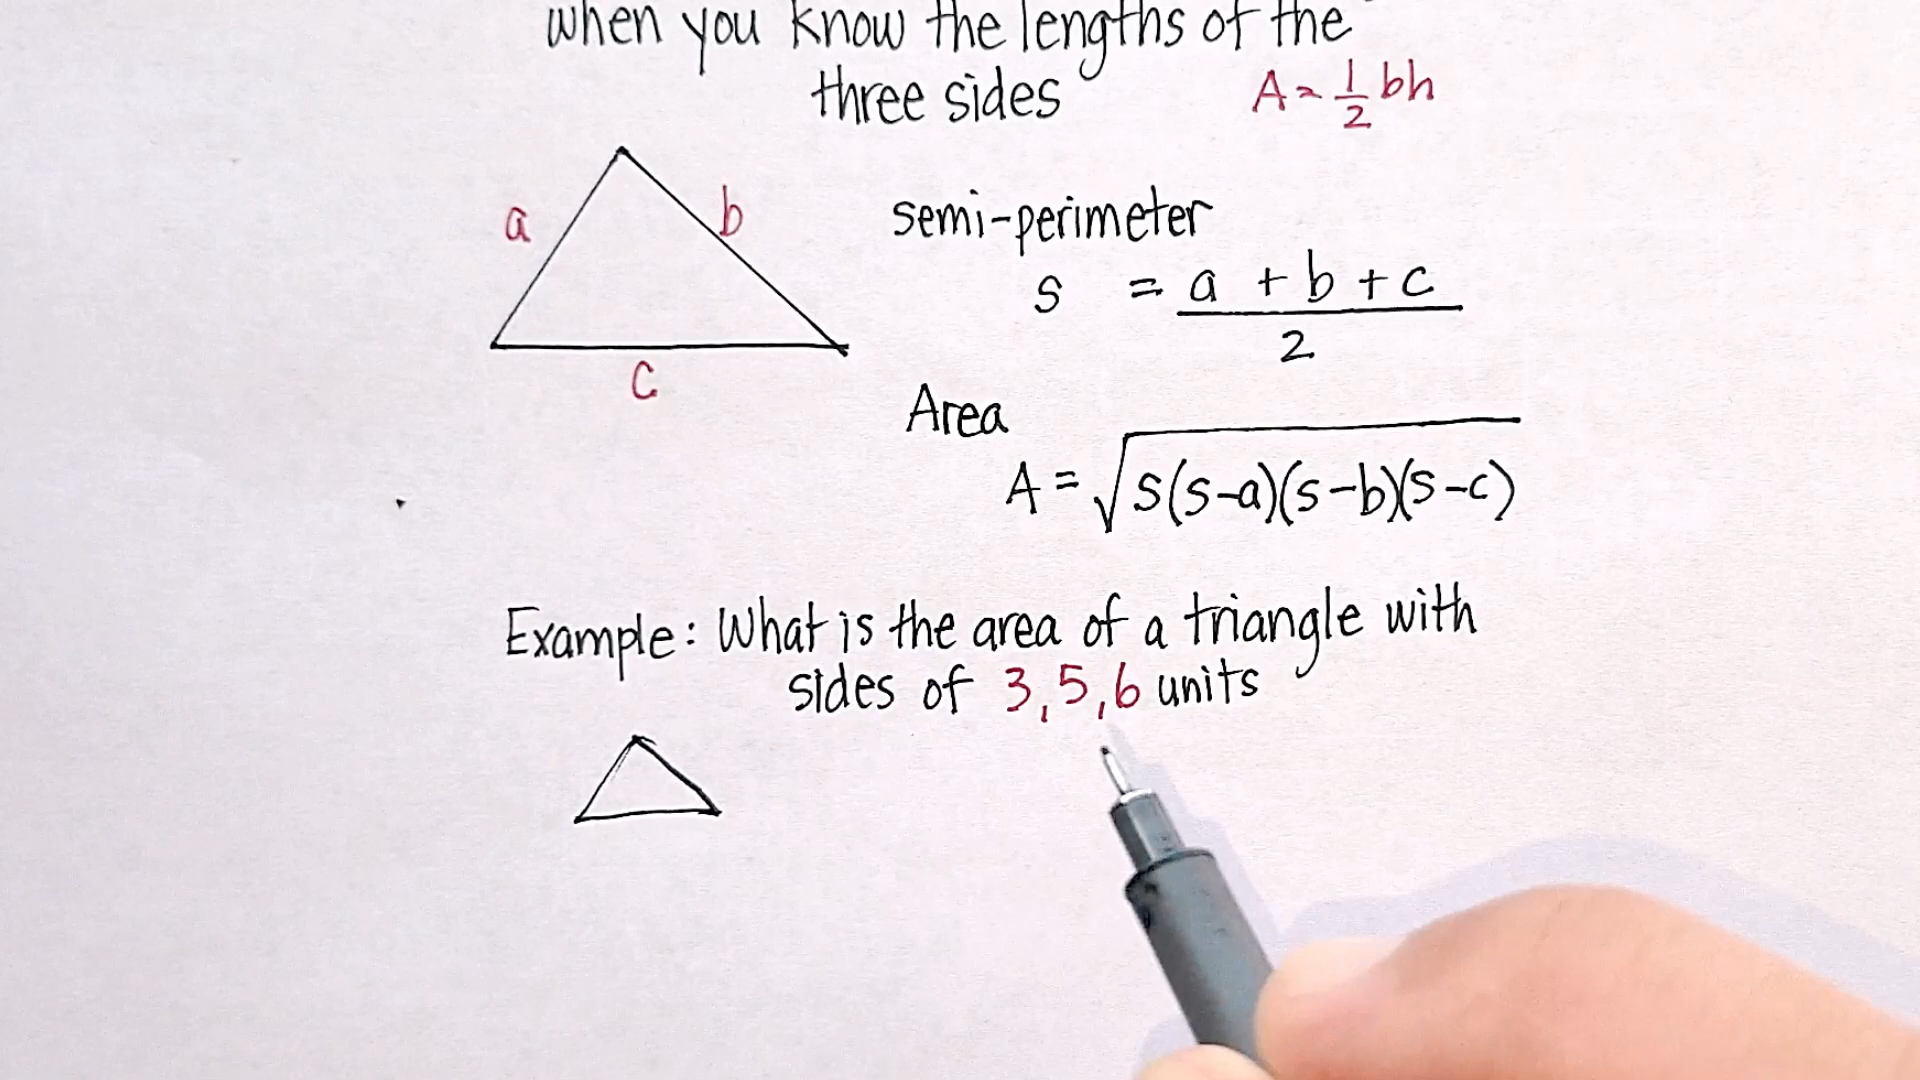 when you know the lengths of the
three sides
A = 1/2 bh
a
b
c
semi-perimeter
s = a + b + c
2
Area
A = √s(s-a)(s-b)(s-c)
Example: What is the area of a triangle with
sides of 3, 5, 6 units